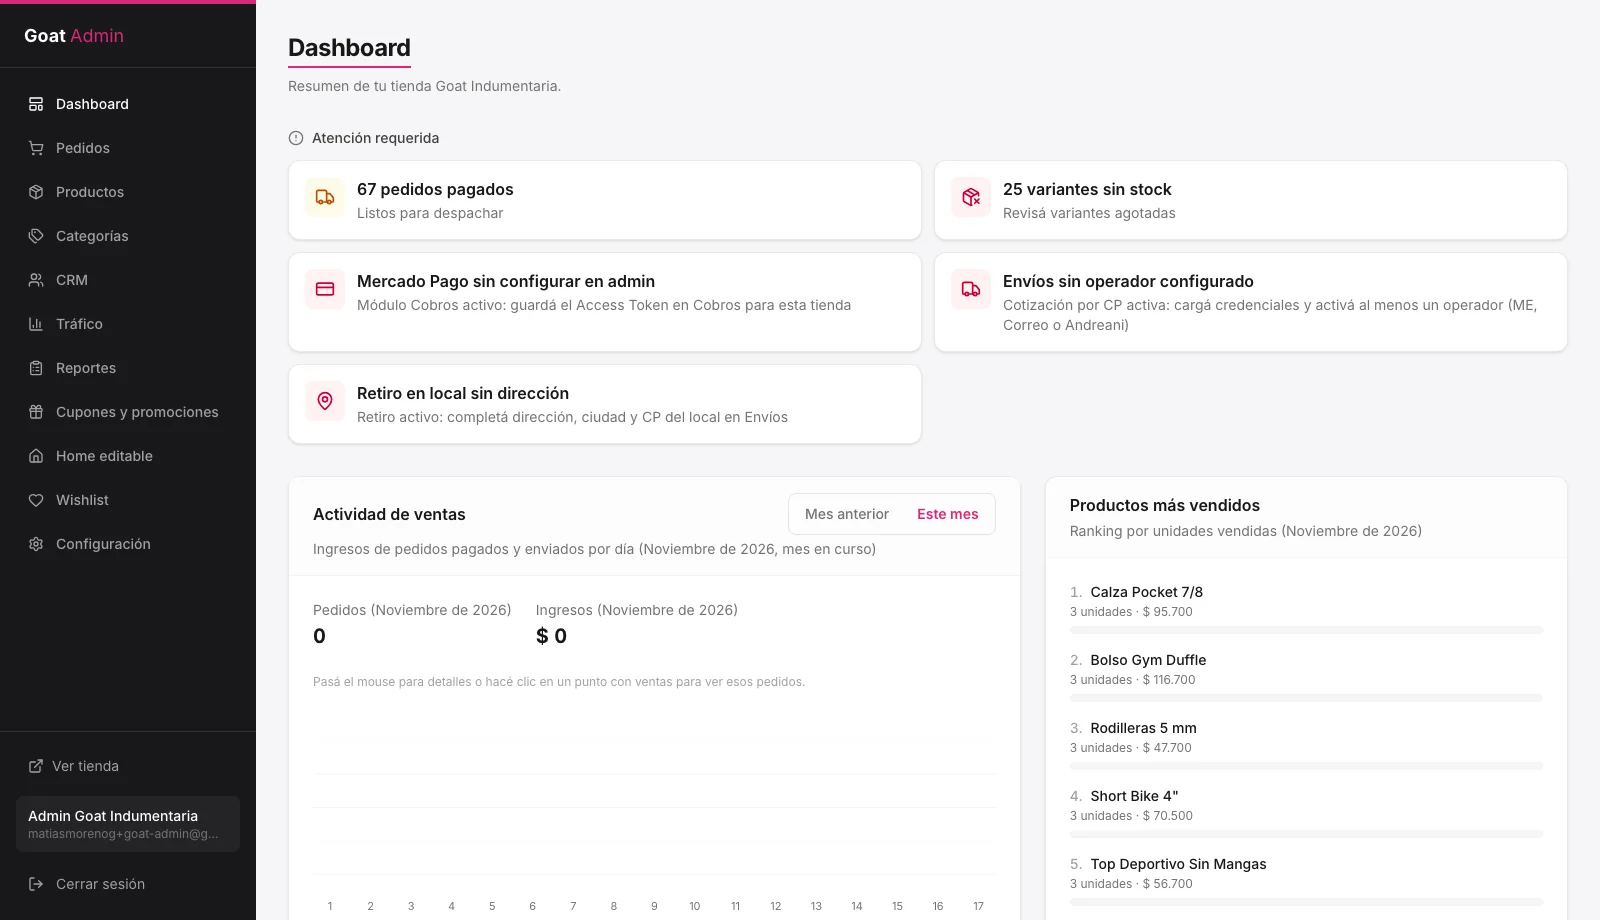 Goat Admin
Dashboard
Pedidos
Productos
Categorías
CRM
Tráfico
Reportes
Cupones y promociones
Home editable
Wishlist
Configuración
Ver tienda
Admin Goat Indumentaria
matiasmorenog+goat-admin@g...
Cerrar sesión
Dashboard
Resumen de tu tienda Goat Indumentaria.
Atención requerida
67 pedidos pagados
Listos para despachar
25 variantes sin stock
Revisá variantes agotadas
Mercado Pago sin configurar en admin
Módulo Cobros activo: guardá el Access Token en Cobros para esta tienda
Envíos sin operador configurado
Cotización por CP activa: cargá credenciales y activá al menos un operador (ME,
Correo o Andreani)
Retiro en local sin dirección
Retiro activo: completá dirección, ciudad y CP del local en Envíos
Actividad de ventas
Mes anterior
Este mes
Ingresos de pedidos pagados y enviados por día (Noviembre de 2026, mes en curso)
Pedidos (Noviembre de 2026)
0
Ingresos (Noviembre de 2026)
$ 0
Pasá el mouse para detalles o hacé clic en un punto con ventas para ver esos pedidos.
1 2 3 4 5 6 7 8 9 10 11 12 13 14 15 16 17
Productos más vendidos
Ranking por unidades vendidas (Noviembre de 2026)
1. Calza Pocket 7/8
3 unidades · $ 95.700
2. Bolso Gym Duffle
3 unidades · $ 116.700
3. Rodilleras 5 mm
3 unidades · $ 47.700
4. Short Bike 4"
3 unidades · $ 70.500
5. Top Deportivo Sin Mangas
3 unidades · $ 56.700